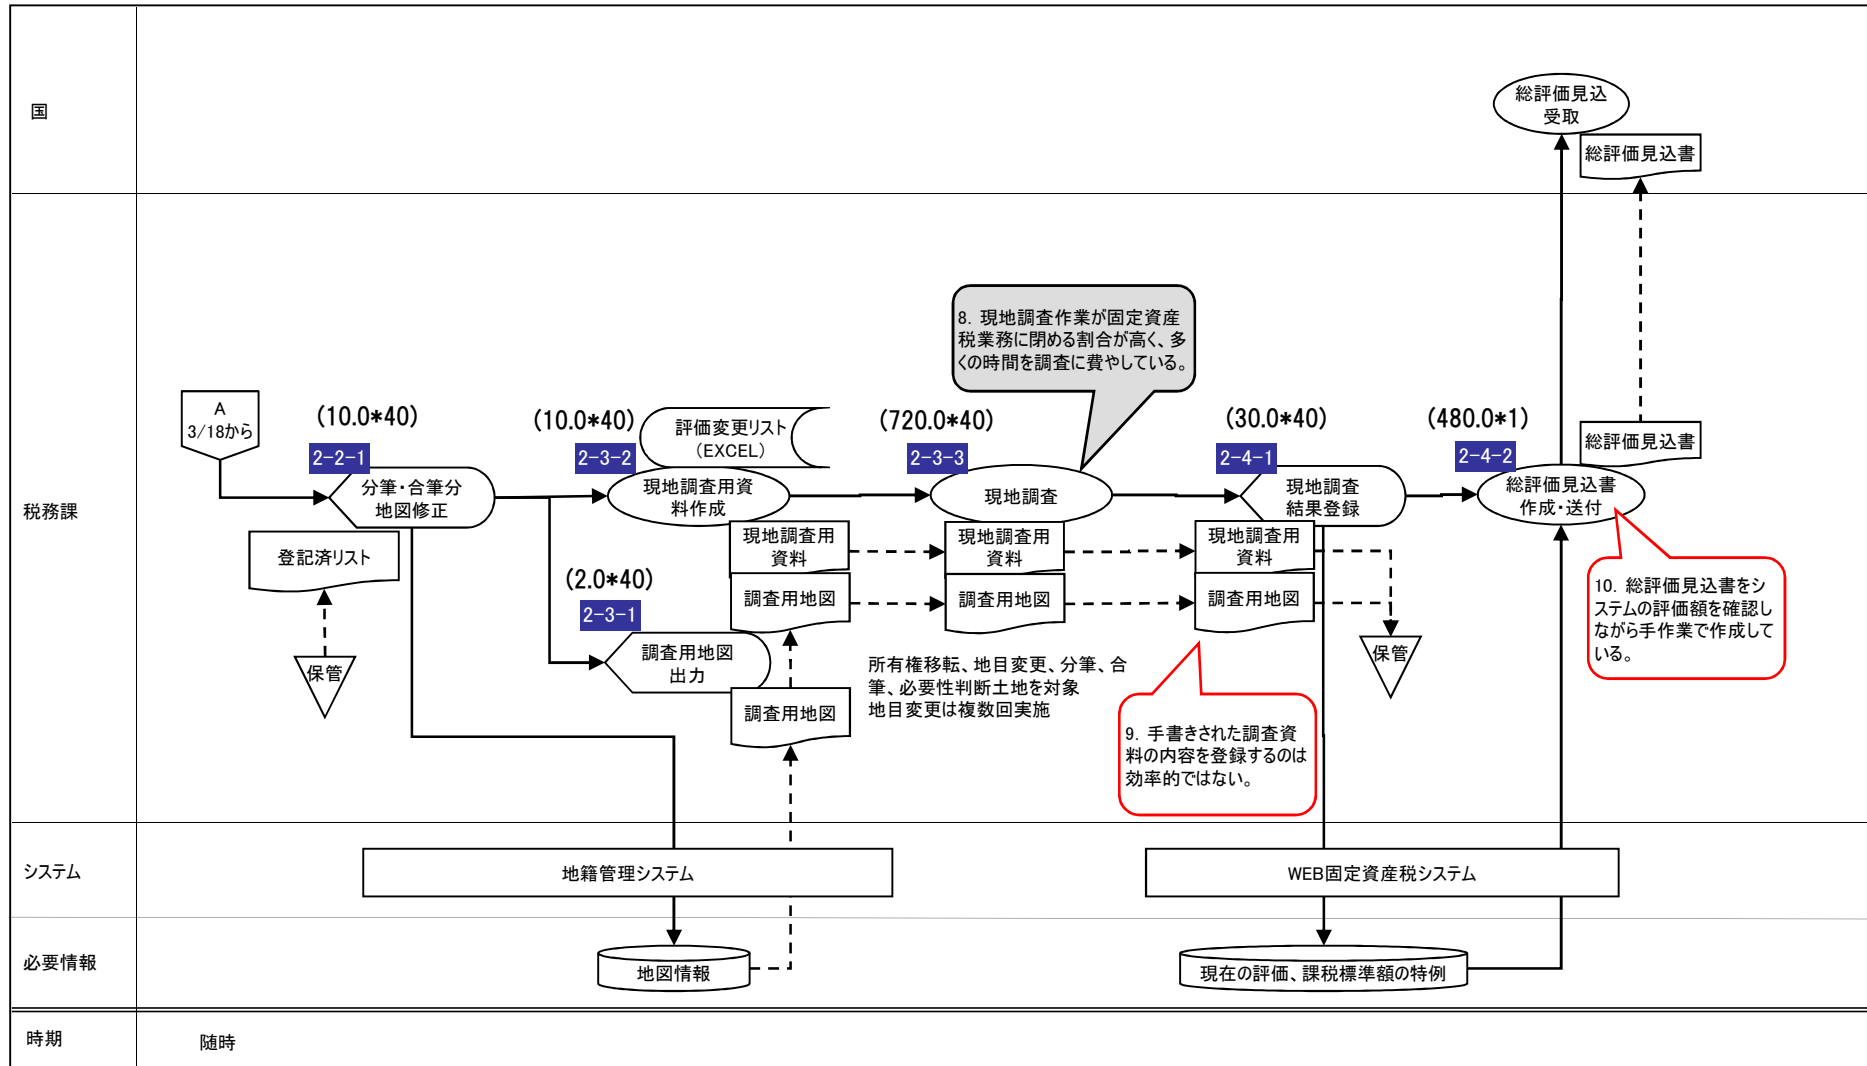 国
総評価見込
受取
総評価見込書
税務課
8. 現地調査作業が固定資産
税業務に閉める割合が高く、多
くの時間を調査に費やしている。
A
3/18から
(10.0*40)
2-2-1
分筆・合筆分
地図修正
登記済リスト
保管
(10.0*40)
2-3-2
評価変更リスト
(EXCEL)
現地調査用資
料作成
現地調査用
資料
調査用地図
(2.0*40)
2-3-1
調査用地図
出力
調査用地図
(720.0*40)
2-3-3
現地調査
現地調査用
資料
調査用地図
所有権移転、地目変更、分筆、合
筆、必要性判断土地を対象
地目変更は複数回実施
(30.0*40)
2-4-1
現地調査
結果登録
現地調査用
資料
調査用地図
保管
9. 手書きされた調査資
料の内容を登録するのは
効率的ではない。
(480.0*1)
2-4-2
総評価見込書
作成・送付
総評価見込書
10. 総評価見込書をシ
ステムの評価額を確認し
ながら手作業で作成して
いる。
システム
地籍管理システム
WEB固定資産税システム
必要情報
地図情報
現在の評価、課税標準額の特例
時期
随時